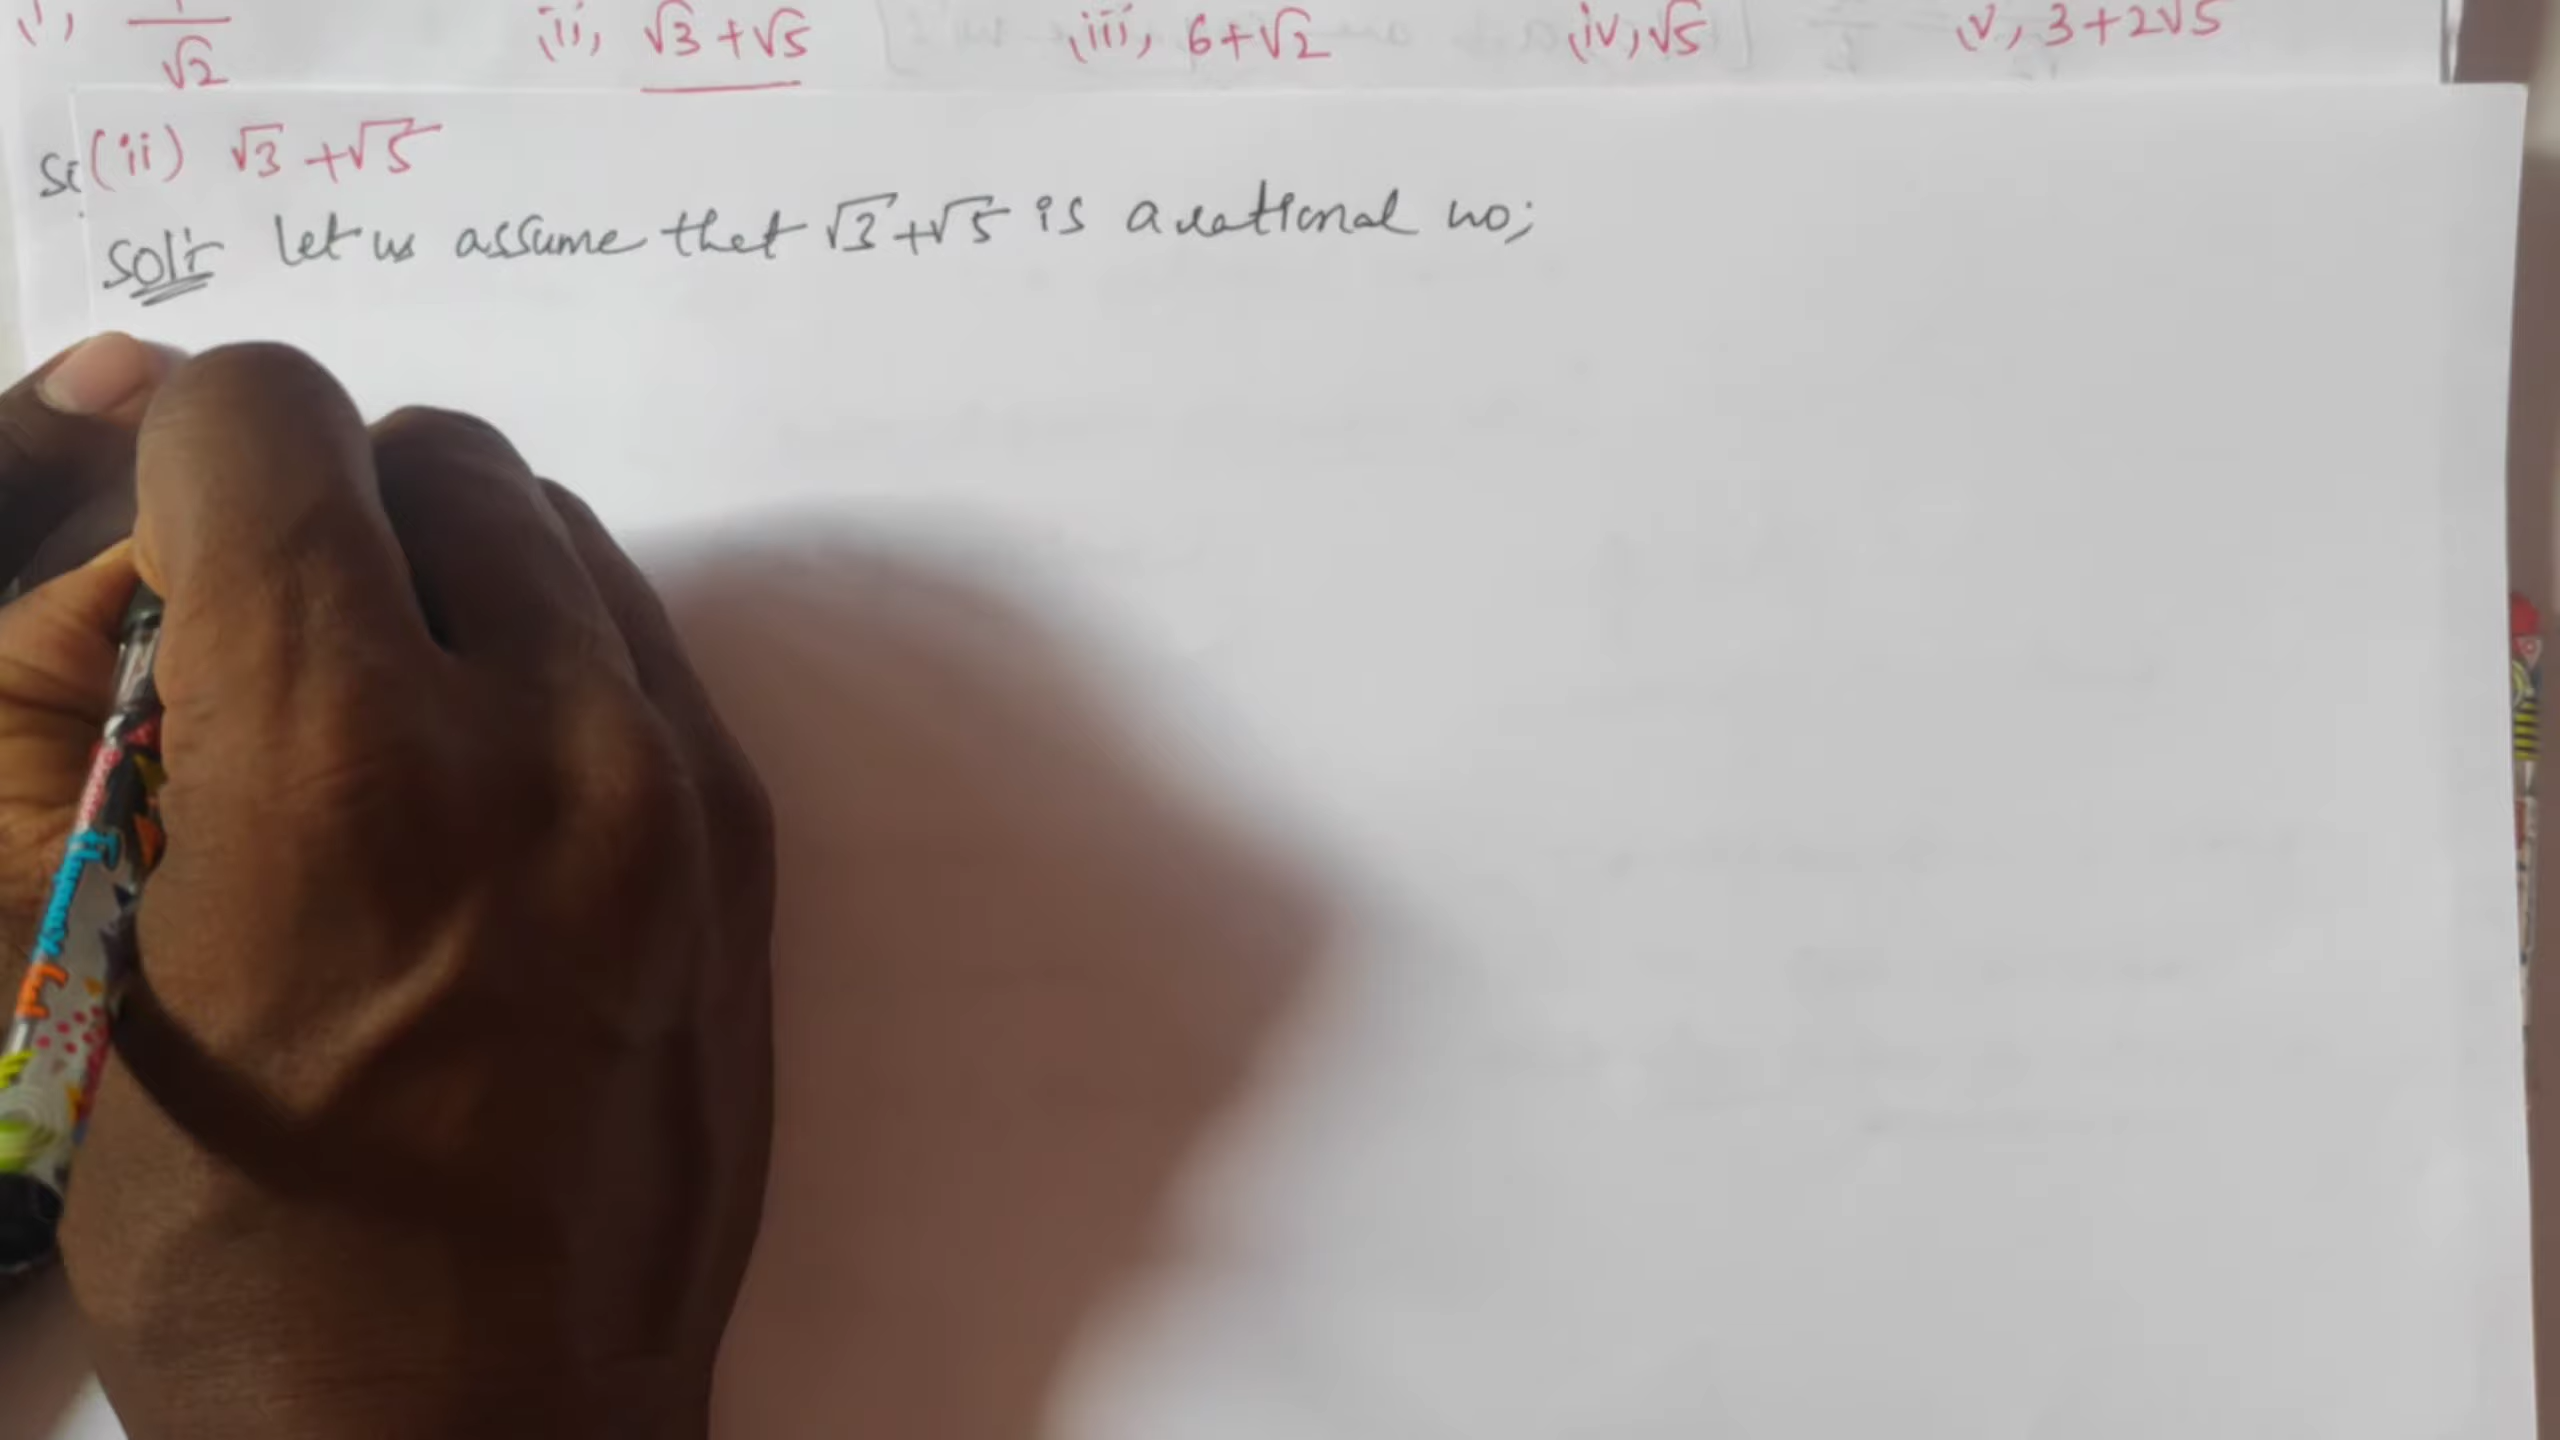 (i), 1/√2 (ii), √3+√5 (iii), 6+√2 (iv), √5 (v), 3+2√5
(ii) √3+√5
Sol:- let us assume that √3+√5 is a rational no;